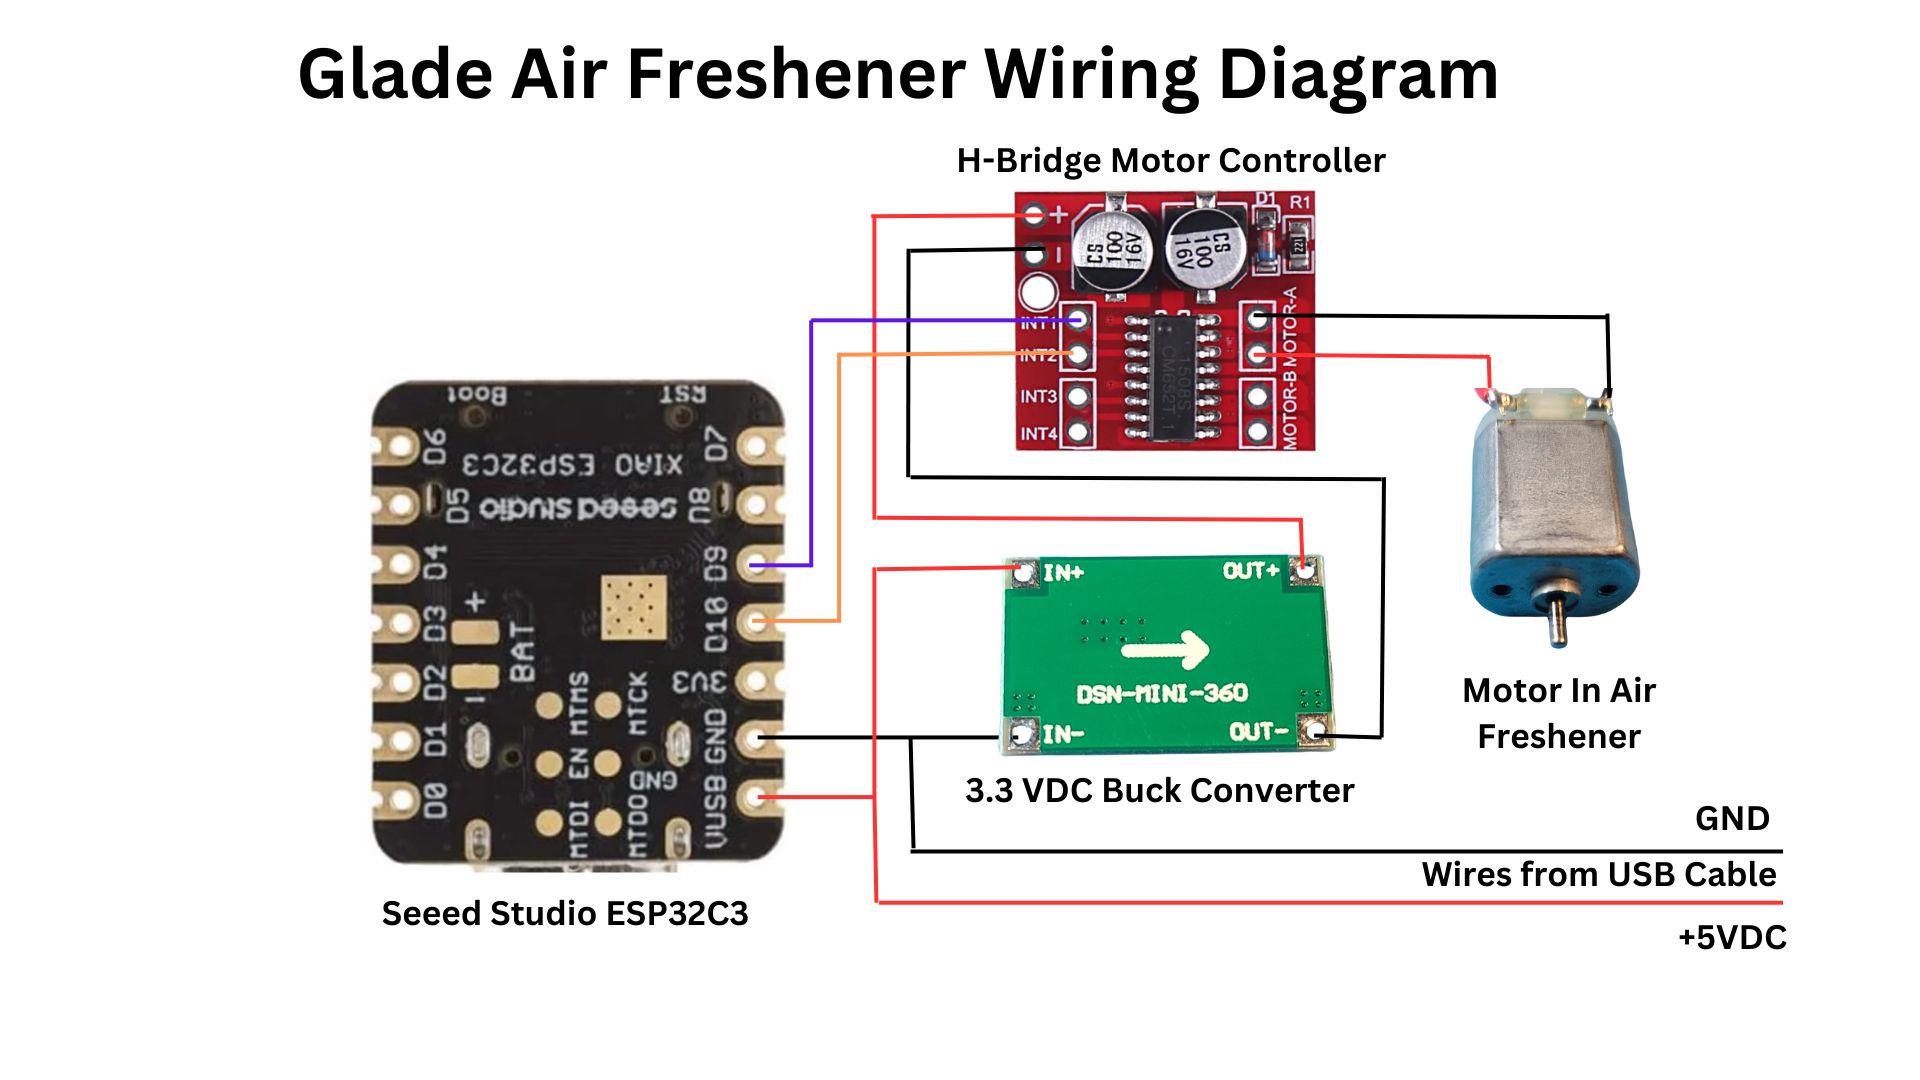 Glade Air Freshener Wiring Diagram
H-Bridge Motor Controller
+
-
CS
100
16V
CS
100
16V
D1
R1
221
INT1
INT2
INT3
INT4
MOTOR-A
MOTOR-B
1508S
CM652T.1
Boot
RST
XIAO ESP32C3
seeed studio
D6
D5
D4
D3
D2
D1
D0
D7
D8
D9
D10
3V3
GND
VUSB
+
BAT
-
MTMS
MTCK
EN
GND
MTDI
MTDO
Seeed Studio ESP32C3
IN+
OUT+
DSN-MINI-360
IN-
OUT-
3.3 VDC Buck Converter
Motor In Air
Freshener
GND
Wires from USB Cable
+5VDC